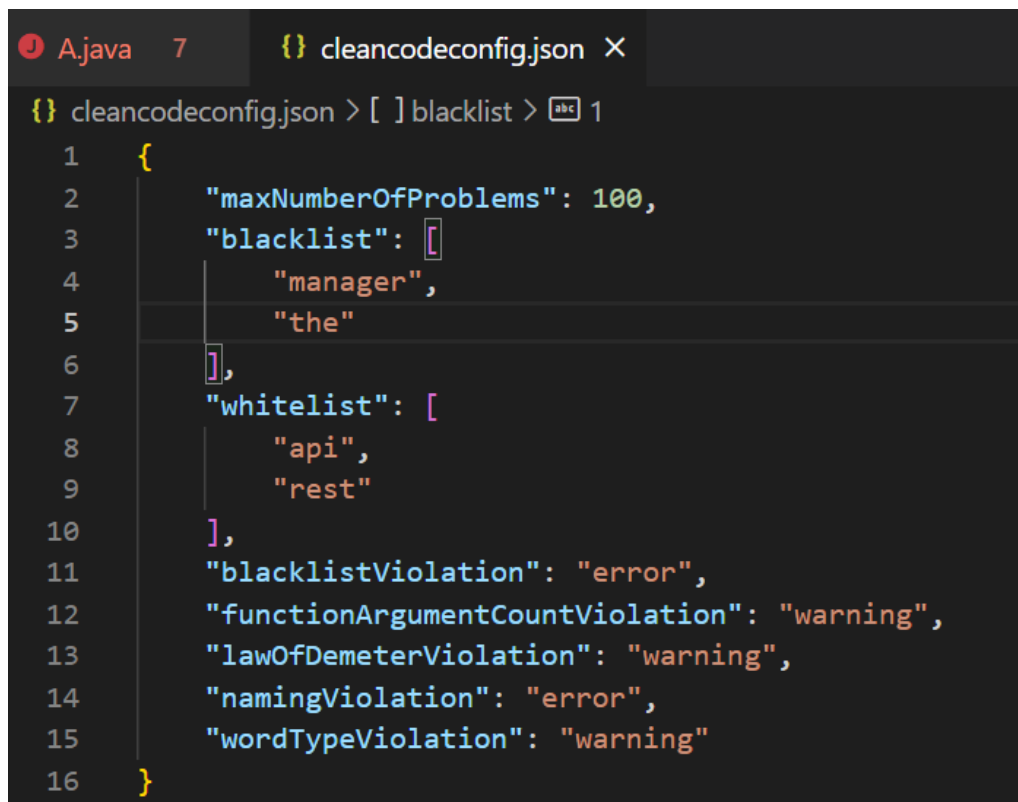 J A.java 7 {} cleancodeconfig.json ×
{} cleancodeconfig.json > [ ] blacklist > abc 1
1 {
2     "maxNumberOfProblems": 100,
3     "blacklist": [
4         "manager",
5         "the"
6     ],
7     "whitelist": [
8         "api",
9         "rest"
10     ],
11     "blacklistViolation": "error",
12     "functionArgumentCountViolation": "warning",
13     "lawOfDemeterViolation": "warning",
14     "namingViolation": "error",
15     "wordTypeViolation": "warning"
16 }